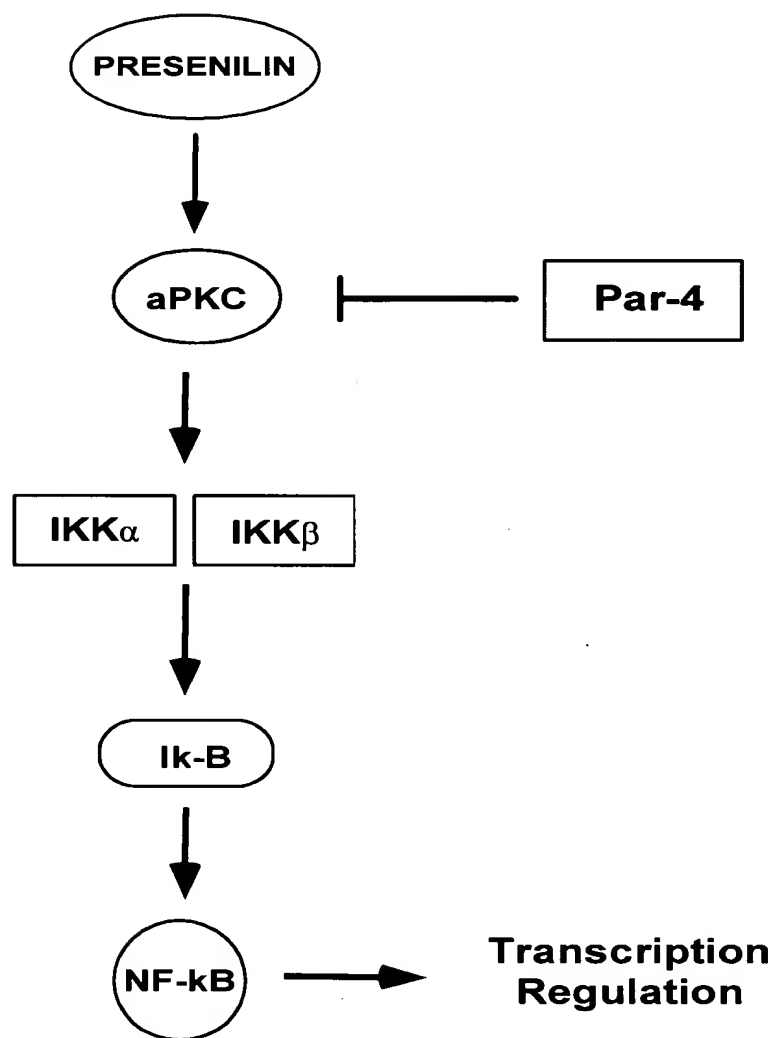 PRESENILIN
aPKC
Par-4
IKKα
IKKβ
Ik-B
NF-kB
Transcription
Regulation